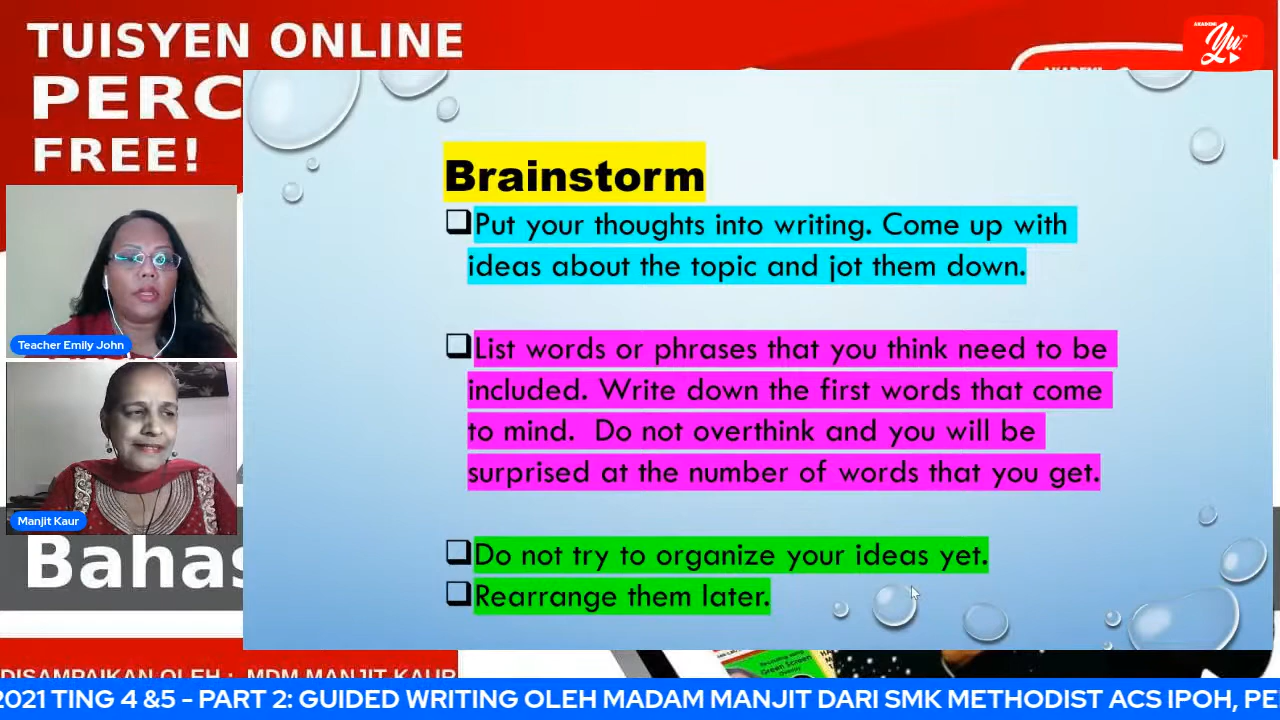 TUISYEN ONLINE
PERC
FREE!
AKADEMI
Yu
Brainstorm
Put your thoughts into writing. Come up with
ideas about the topic and jot them down.
List words or phrases that you think need to be
included. Write down the first words that come
to mind.  Do not overthink and you will be
surprised at the number of words that you get.
Do not try to organize your ideas yet.
Rearrange them later.
Teacher Emily John
Manjit Kaur
Bahas
DISAMPAIKAN OLEH : MDM MANJIT KAUR
Green Screen
2021 TING 4 &5 - PART 2: GUIDED WRITING OLEH MADAM MANJIT DARI SMK METHODIST ACS IPOH, PE